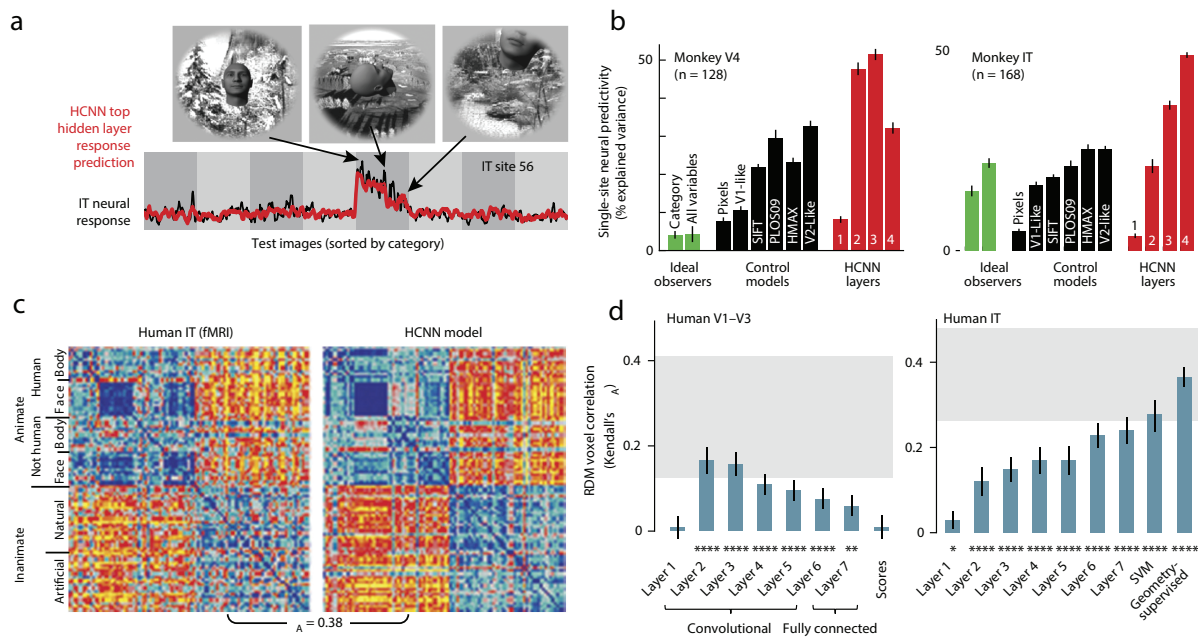 a
HCNN top
hidden layer
response
prediction
IT neural
response
IT site 56
Test images (sorted by category)
b
Single-site neural predictivity
(% explained variance)
50
0
Monkey V4
(n = 128)
Category
All variables
Pixels
V1-like
SIFT
PLOS09
HMAX
V2-Like
1
2
3
4
Ideal
observers
Control
models
HCNN
layers
50
0
Monkey IT
(n = 168)
Pixels
V1-Like
SIFT
PLOS09
HMAX
V2-like
1
2
3
4
Ideal
observers
Control
models
HCNN
layers
c
Human IT (fMRI)
HCNN model
Animate
Inanimate
Human
Not human
Body
Face
Body
Face
Natural
Artificial
A = 0.38
d
RDM voxel correlation
(Kendall's A)
Human V1–V3
0.4
0.2
0
****
*****
*****
*****
*****
**
Layer 1
Layer 2
Layer 3
Layer 4
Layer 5
Layer 6
Layer 7
Scores
Convolutional
Fully connected
Human IT
0.4
0.2
0
*
****
*****
*****
*****
*****
*****
*****
*****
Layer 1
Layer 2
Layer 3
Layer 4
Layer 5
Layer 6
Layer 7
SVM
Geometry-
supervised